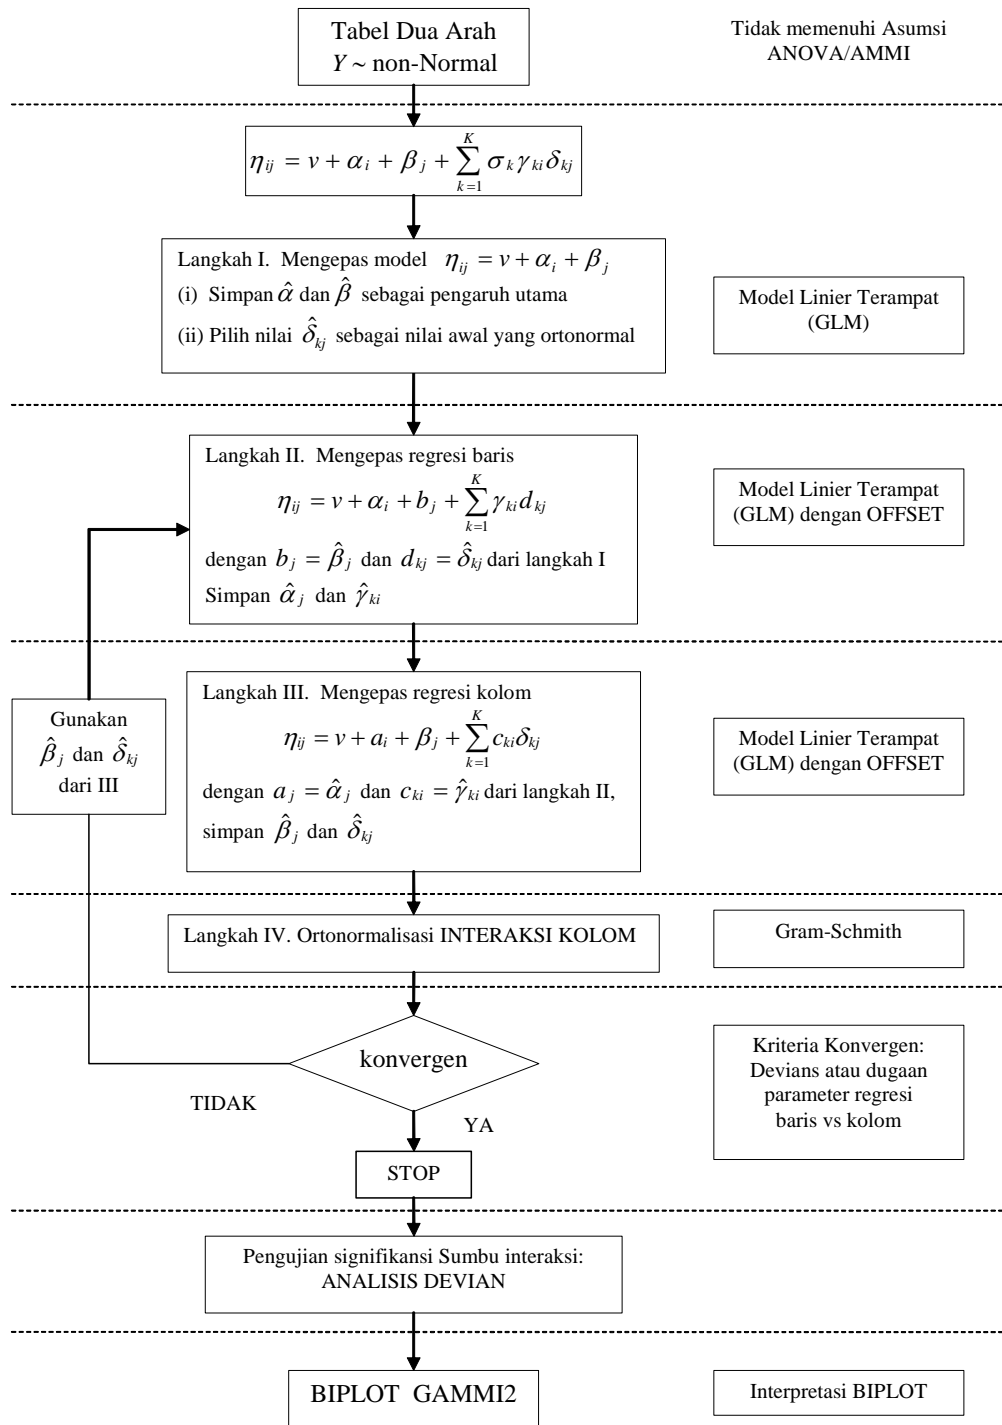 Tabel Dua Arah
Y ~ non-Normal
Tidak memenuhi Asumsi
ANOVA/AMMI
η_ij = v + α_i + β_j + ∑_{k=1}^{K} σ_k γ_ki δ_kj
Langkah I. Mengepas model η_ij = v + α_i + β_j
(i) Simpan α̂ dan β̂ sebagai pengaruh utama
(ii) Pilih nilai δ̂_kj sebagai nilai awal yang ortonormal
Model Linier Terampat
(GLM)
Langkah II. Mengepas regresi baris
η_ij = v + α_i + b_j + ∑_{k=1}^{K} γ_ki d_kj
dengan b_j = β̂_j dan d_kj = δ̂_kj dari langkah I
Simpan α̂_j dan γ̂_ki
Model Linier Terampat
(GLM) dengan OFFSET
Langkah III. Mengepas regresi kolom
η_ij = v + a_i + β_j + ∑_{k=1}^{K} c_ki δ_kj
dengan a_j = α̂_j dan c_ki = γ̂_ki dari langkah II,
simpan β̂_j dan δ̂_kj
Gunakan
β̂_j dan δ̂_kj
dari III
Model Linier Terampat
(GLM) dengan OFFSET
Langkah IV. Ortonormalisasi INTERAKSI KOLOM
Gram-Schmith
konvergen
TIDAK
YA
Kriteria Konvergen:
Devians atau dugaan
parameter regresi
baris vs kolom
STOP
Pengujian signifikansi Sumbu interaksi:
ANALISIS DEVIAN
BIPLOT GAMMI2
Interpretasi BIPLOT